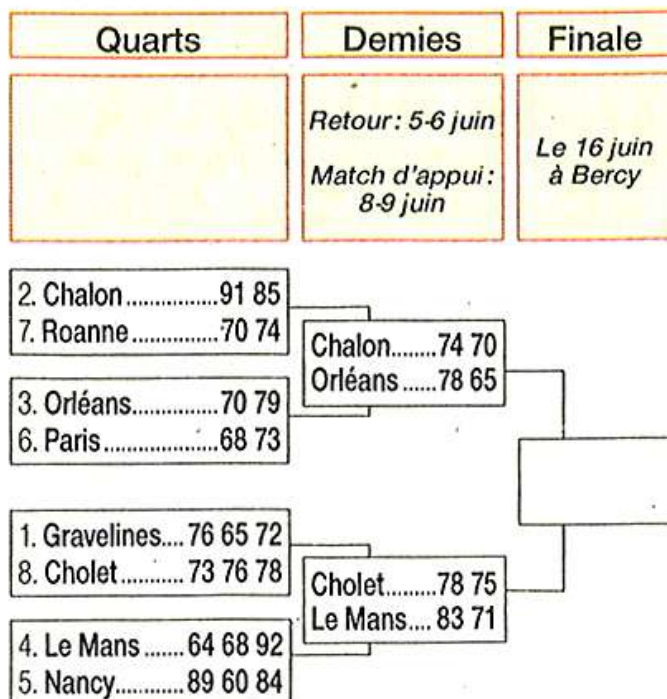 Quarts
Demies
Finale
Retour : 5-6 juin
Match d'appui :
8-9 juin
Le 16 juin
à Bercy
2. Chalon................91 85
7. Roanne ..............70 74
3. Orléans..............70 79
6. Paris..................68 73
Chalon........74 70
Orléans ......78 65
1. Gravelines.... 76 65 72
8. Cholet.......... 73 76 78
4. Le Mans ...... 64 68 92
5. Nancy.......... 89 60 84
Cholet.........78 75
Le Mans.... 83 71